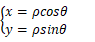 x = ρcosθ
y = ρsinθ